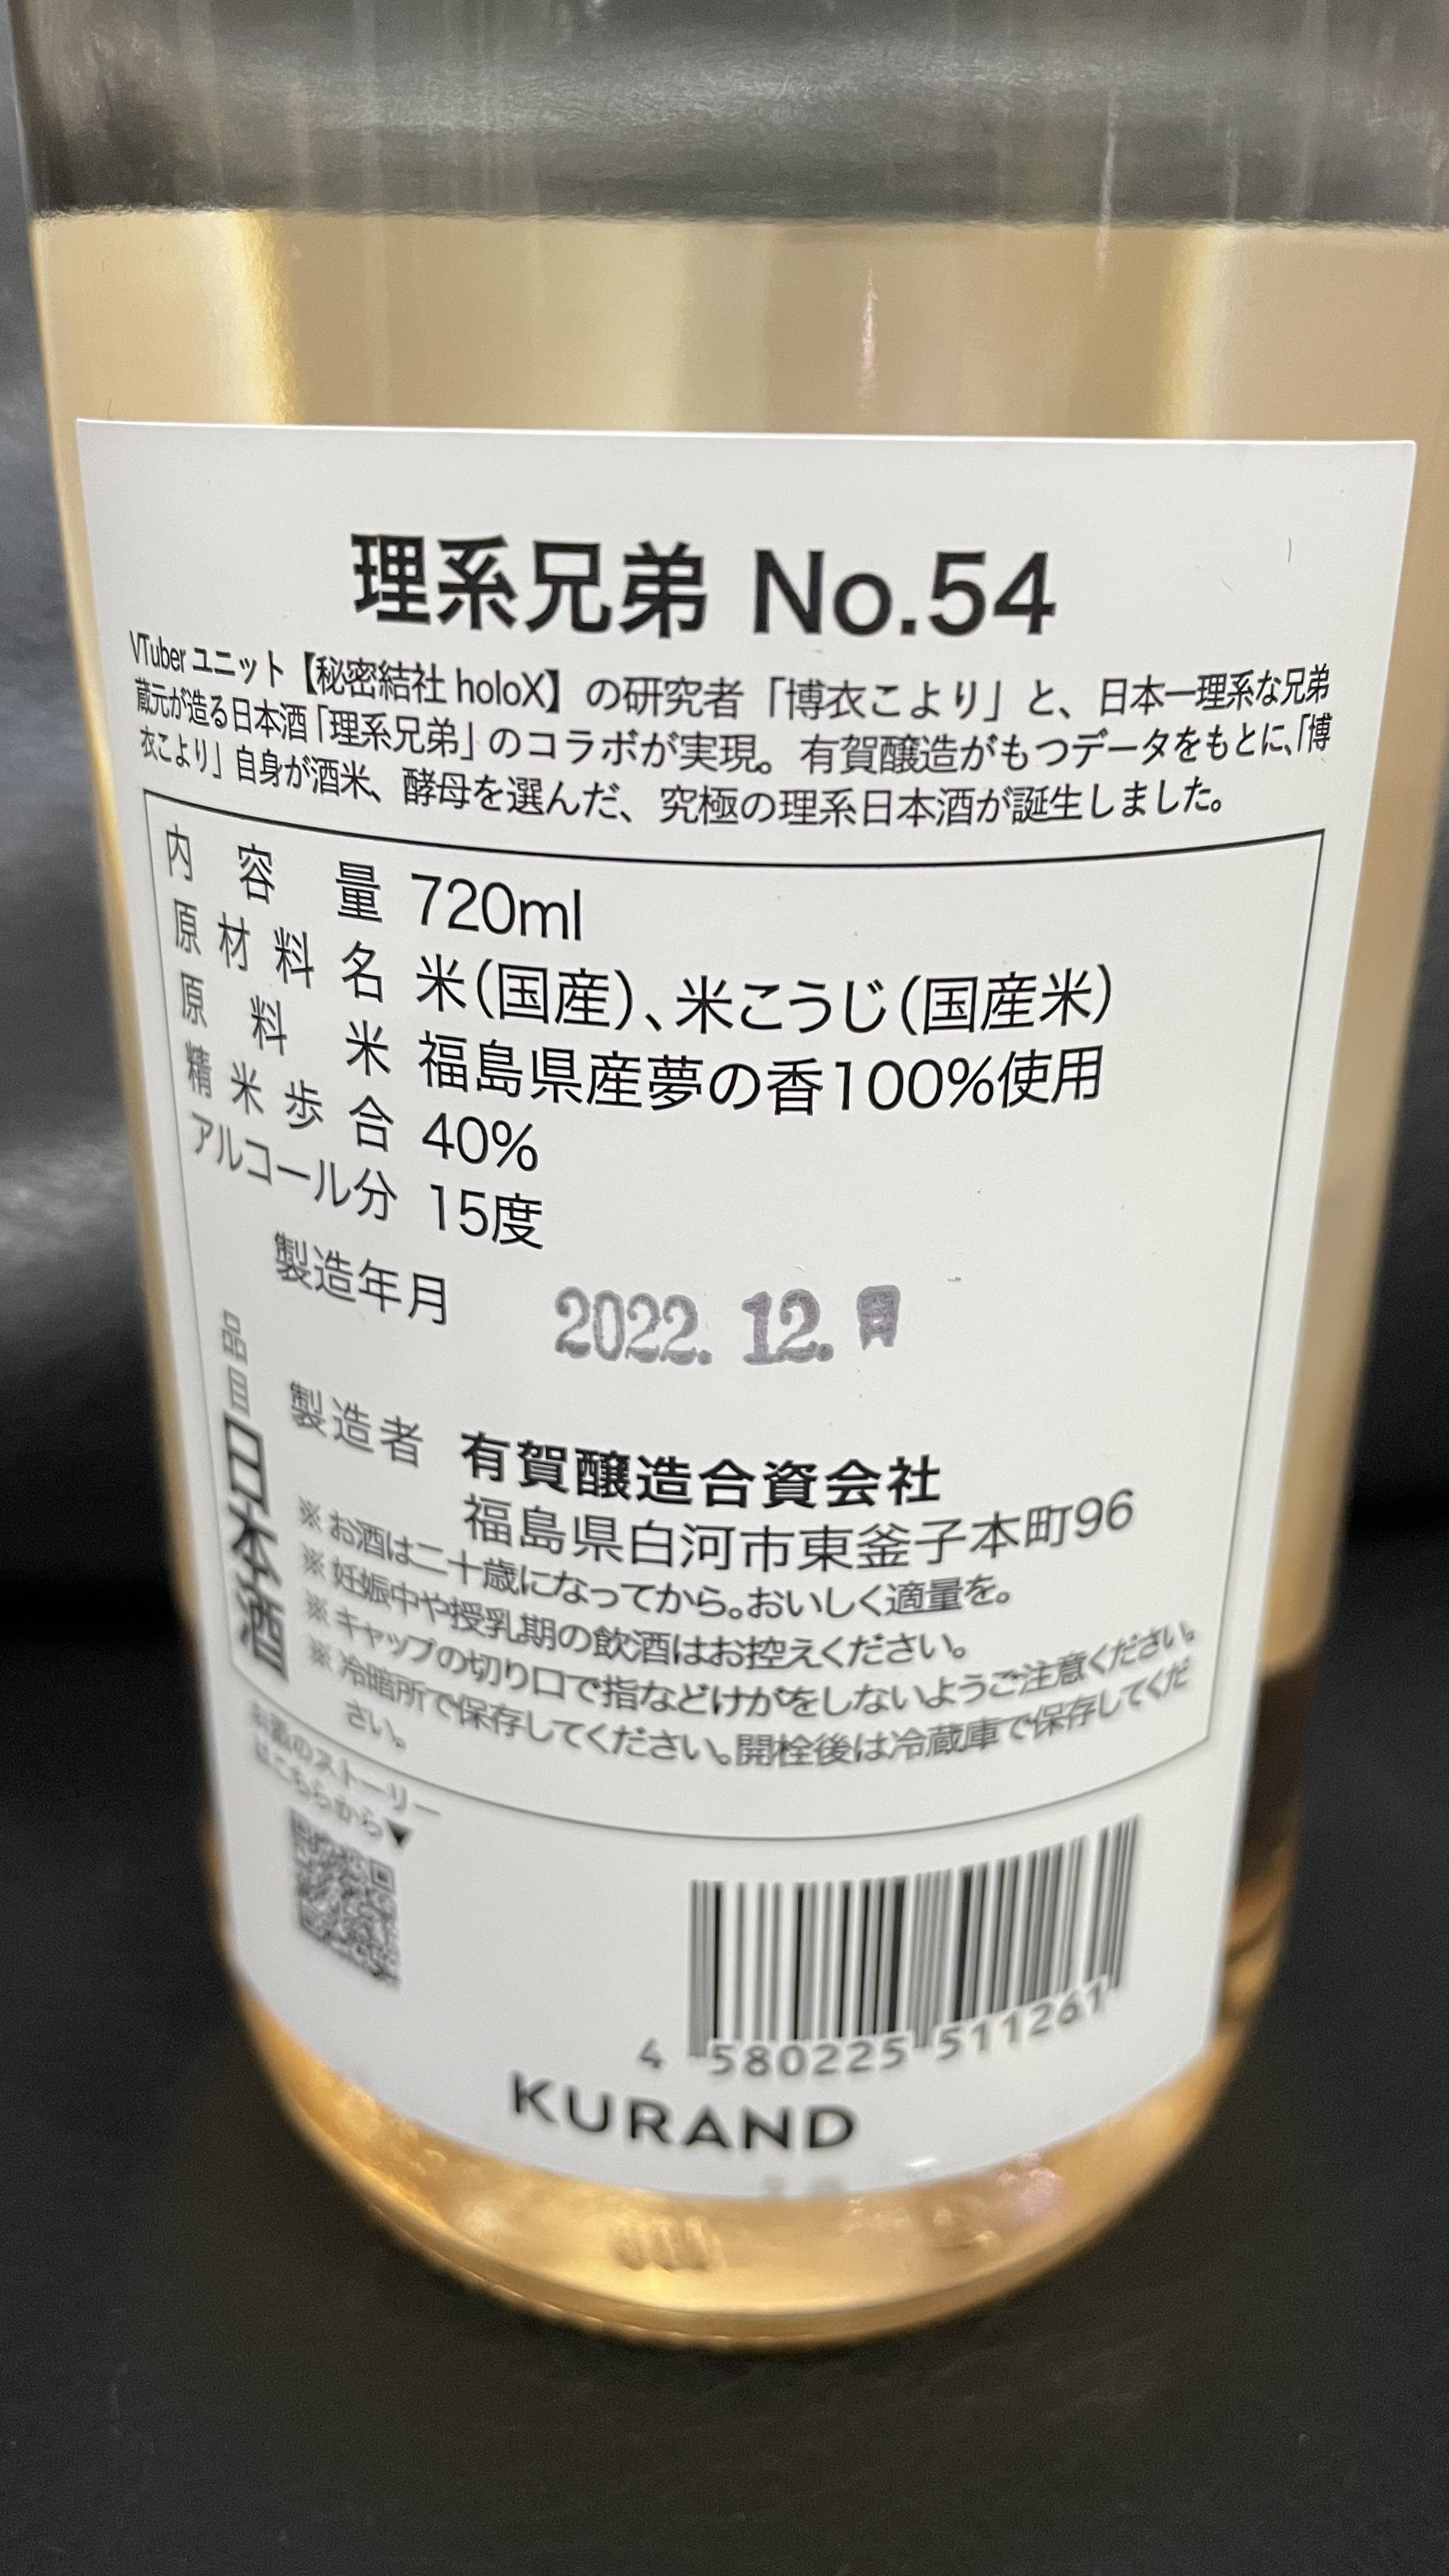 理系兄弟 No.54
VTuber ユニット【秘密結社 holoX】の研究者「博衣こより」と、日本一理系な兄弟
蔵元が造る日本酒「理系兄弟」のコラボが実現。有賀醸造がもつデータをもとに、「博
衣こより」自身が酒米、酵母を選んだ、究極の理系日本酒が誕生しました。
内容量 720ml
原材料名 米（国産）、米こうじ（国産米）
原料米 福島県産夢の香100%使用
精米歩合 40%
アルコール分 15度
製造年月 2022. 12. 月
品目 日本酒
製造者 有賀醸造合資会社
福島県白河市東釜子本町96
※お酒は二十歳になってから。おいしく適量を。
※妊娠中や授乳期の飲酒はお控えください。
※キャップの切り口で指などけがをしないようご注意ください。
※冷暗所で保存してください。開栓後は冷蔵庫で保存してくだ
さい。
お酒のストーリー
はこちらから▼
4 580225 511261
KURAND